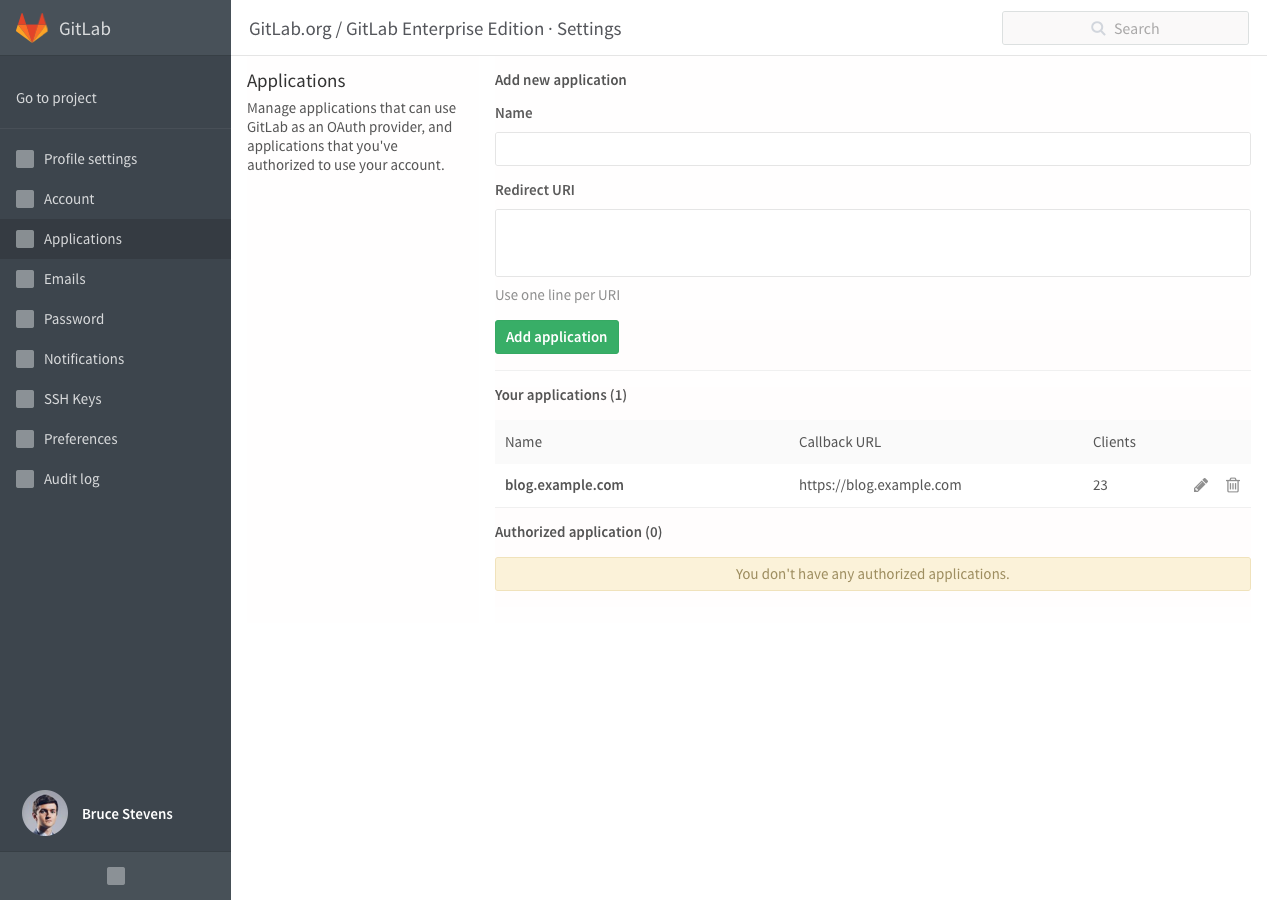 GitLab
GitLab.org / GitLab Enterprise Edition · Settings
Search
Go to project
Profile settings
Account
Applications
Emails
Password
Notifications
SSH Keys
Preferences
Audit log
Bruce Stevens
Applications
Manage applications that can use
GitLab as an OAuth provider, and
applications that you've
authorized to use your account.
Add new application
Name
Redirect URI
Use one line per URI
Add application
Your applications (1)
Name Callback URL Clients
blog.example.com https://blog.example.com 23
Authorized application (0)
You don't have any authorized applications.